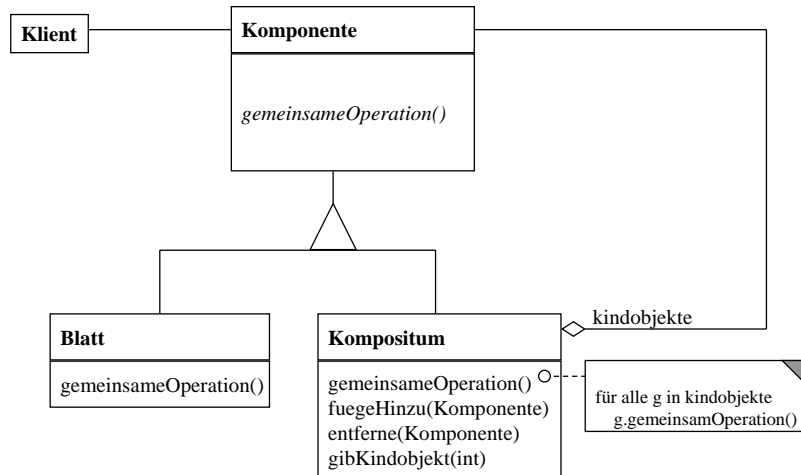 Klient
Komponente
gemeinsameOperation()
Blatt
gemeinsameOperation()
Kompositum
gemeinsameOperation()
fuegeHinzu(Komponente)
entferne(Komponente)
gibKindobjekt(int)
kindobjekte
für alle g in kindobjekte
g.gemeinsamOperation()